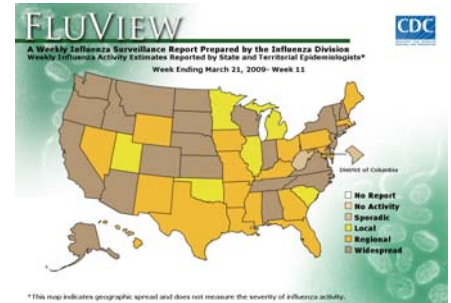 FLUVIEW
CDC
A Weekly Influenza Surveillance Report Prepared by the Influenza Division
Weekly Influenza Activity Estimates Reported by State and Territorial Epidemiologists*
Week Ending March 21, 2009- Week 11
District of Columbia
No Report
No Activity
Sporadic
Local
Regional
Widespread
*This map indicates geographic spread and does not measure the severity of influenza activity.